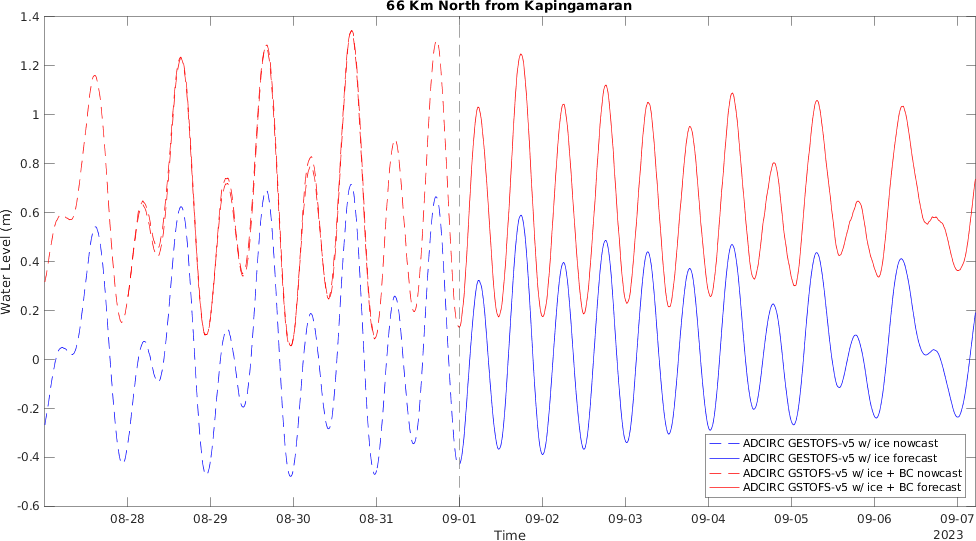 66 Km North from Kapingamaran
1.4
1.2
1
0.8
0.6
0.4
0.2
0
-0.2
-0.4
-0.6
Water Level (m)
ADCIRC GESTOFS-v5 w/ ice nowcast
ADCIRC GESTOFS-v5 w/ ice forecast
ADCIRC GSTOFS-v5 w/ ice + BC nowcast
ADCIRC GSTOFS-v5 w/ ice + BC forecast
08-28 08-29 08-30 08-31 09-01 09-02 09-03 09-04 09-05 09-06 09-07
Time
2023